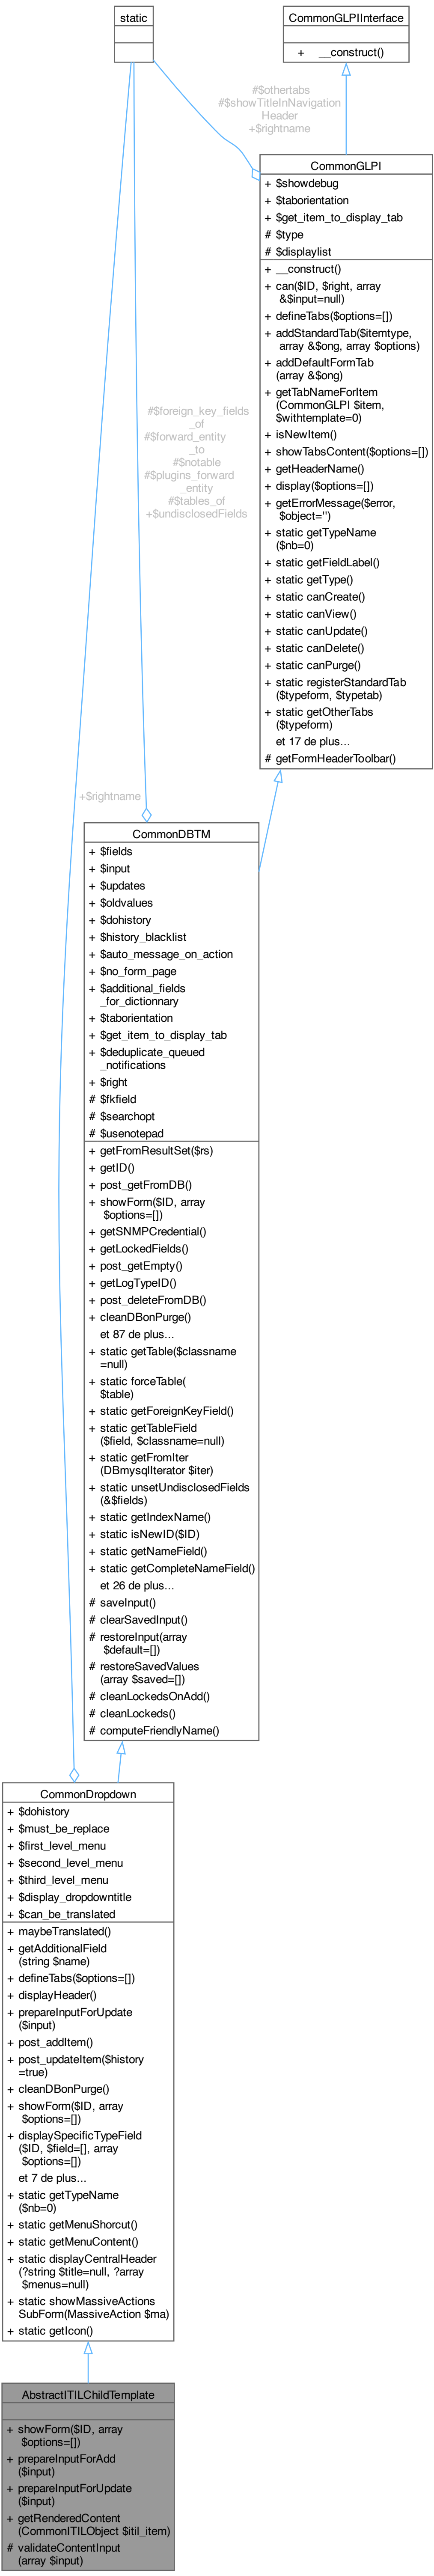 static
CommonGLPIInterface
+ __construct()
#$othertabs
#$showTitleInNavigation
Header
+$rightname
CommonGLPI
+ $showdebug
+ $taborientation
+ $get_item_to_display_tab
# $type
# $displaylist
+ __construct()
+ can($ID, $right, array
&$input=null)
+ defineTabs($options=[])
+ addStandardTab($itemtype,
array &$ong, array $options)
+ addDefaultFormTab
(array &$ong)
+ getTabNameForItem
(CommonGLPI $item,
$withtemplate=0)
+ isNewItem()
+ showTabsContent($options=[])
+ getHeaderName()
+ display($options=[])
+ getErrorMessage($error,
$object='')
+ static getTypeName
($nb=0)
+ static getFieldLabel()
+ static getType()
+ static canCreate()
+ static canView()
+ static canUpdate()
+ static canDelete()
+ static canPurge()
+ static registerStandardTab
($typeform, $typetab)
+ static getOtherTabs
($typeform)
et 17 de plus...
# getFormHeaderToolbar()
#$foreign_key_fields
_of
#$forward_entity
_to
#$notable
#$plugins_forward
_entity
#$tables_of
+$undisclosedFields
+$rightname
CommonDBTM
+ $fields
+ $input
+ $updates
+ $oldvalues
+ $dohistory
+ $history_blacklist
+ $auto_message_on_action
+ $no_form_page
+ $additional_fields
_for_dictionnary
+ $taborientation
+ $get_item_to_display_tab
+ $deduplicate_queued
_notifications
+ $right
# $fkfield
# $searchopt
# $usenotepad
+ getFromResultSet($rs)
+ getID()
+ post_getFromDB()
+ showForm($ID, array
$options=[])
+ getSNMPCredential()
+ getLockedFields()
+ post_getEmpty()
+ getLogTypeID()
+ post_deleteFromDB()
+ cleanDBonPurge()
et 87 de plus...
+ static getTable($classname
=null)
+ static forceTable(
$table)
+ static getForeignKeyField()
+ static getTableField
($field, $classname=null)
+ static getFromIter
(DBmysqlIterator $iter)
+ static unsetUndisclosedFields
(&$fields)
+ static getIndexName()
+ static isNewID($ID)
+ static getNameField()
+ static getCompleteNameField()
et 26 de plus...
# saveInput()
# clearSavedInput()
# restoreInput(array
$default=[])
# restoreSavedValues
(array $saved=[])
# cleanLockedsOnAdd()
# cleanLockeds()
# computeFriendlyName()
CommonDropdown
+ $dohistory
+ $must_be_replace
+ $first_level_menu
+ $second_level_menu
+ $third_level_menu
+ $display_dropdowntitle
+ $can_be_translated
+ maybeTranslated()
+ getAdditionalField
(string $name)
+ defineTabs($options=[])
+ displayHeader()
+ prepareInputForUpdate
($input)
+ post_addItem()
+ post_updateItem($history
=true)
+ cleanDBonPurge()
+ showForm($ID, array
$options=[])
+ displaySpecificTypeField
($ID, $field=[], array
$options=[])
et 7 de plus...
+ static getTypeName
($nb=0)
+ static getMenuShorcut()
+ static getMenuContent()
+ static displayCentralHeader
(?string $title=null, ?array
$menus=null)
+ static showMassiveActions
SubForm(MassiveAction $ma)
+ static getIcon()
AbstractITILChildTemplate
+ showForm($ID, array
$options=[])
+ prepareInputForAdd
($input)
+ prepareInputForUpdate
($input)
+ getRenderedContent
(CommonITILObject $itil_item)
# validateContentInput
(array $input)